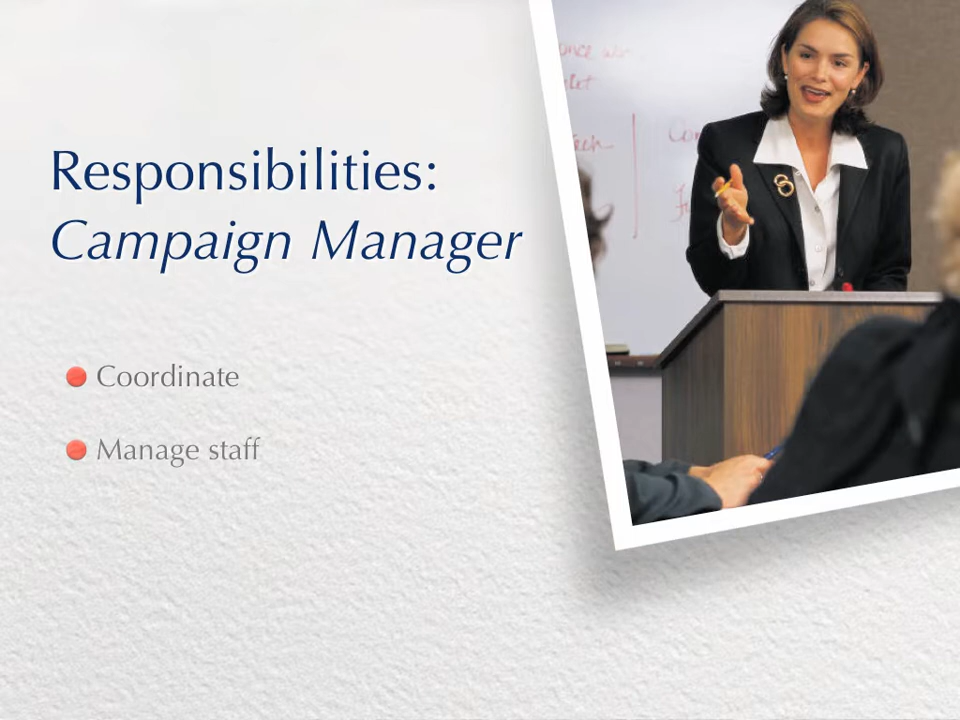 Responsibilities:
Campaign Manager
Coordinate
Manage staff